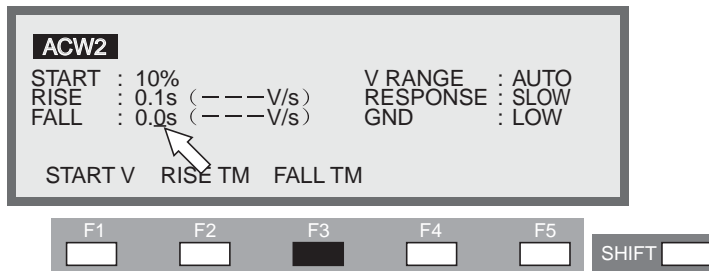 ACW2
START : 10% V RANGE : AUTO
RISE : 0.1s (---V/s) RESPONSE : SLOW
FALL : 0.0s (---V/s) GND : LOW
START V RISE TM FALL TM
F1 F2 F3 F4 F5
SHIFT